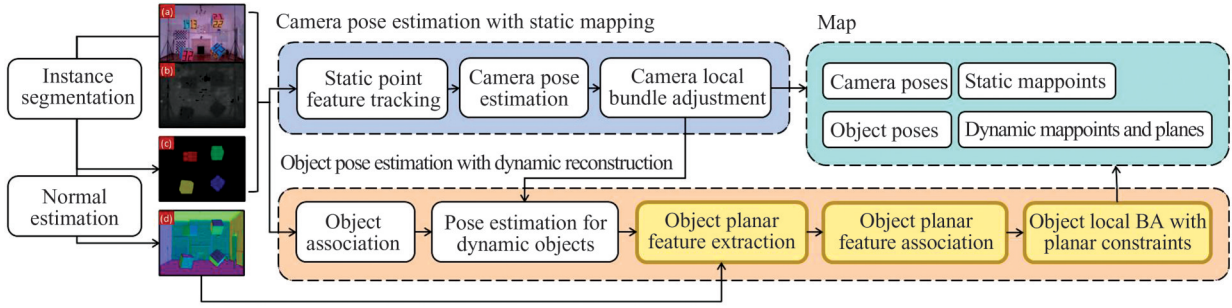 Camera pose estimation with static mapping
Map
(a)
(b)
(c)
(d)
Instance
segmentation
Normal
estimation
Static point
feature tracking
Camera pose
estimation
Camera local
bundle adjustment
Camera poses
Static mappoints
Object poses
Dynamic mappoints and planes
Object pose estimation with dynamic reconstruction
Object
association
Pose estimation for
dynamic objects
Object planar
feature extraction
Object planar
feature association
Object local BA with
planar constraints